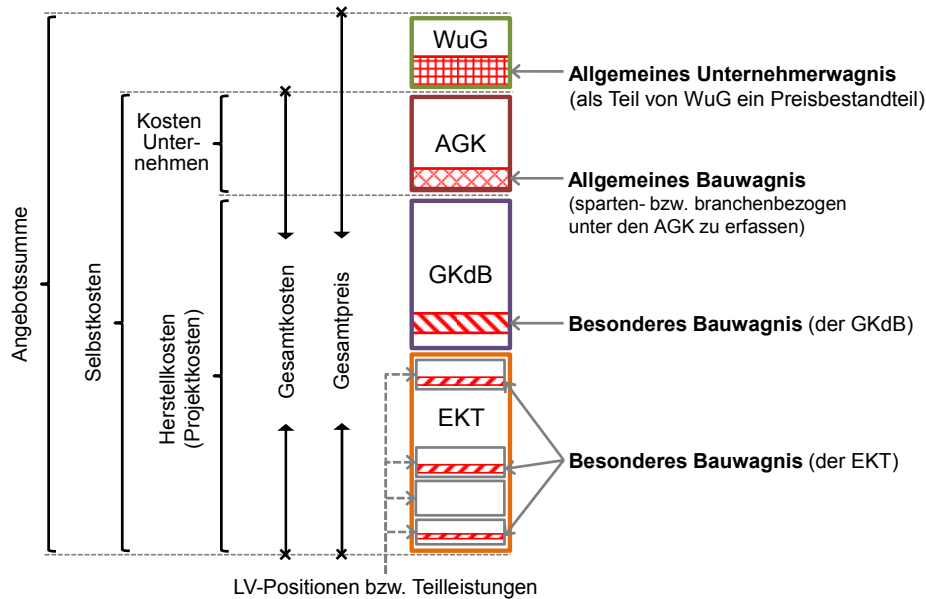 Angebotssumme
Selbstkosten
Kosten
Unter-
nehmen
Herstellkosten
(Projektkosten)
Gesamtkosten
Gesamtpreis
WuG
AGK
GKdB
EKT
Allgemeines Unternehmerwagnis
(als Teil von WuG ein Preisbestandteil)
Allgemeines Bauwagnis
(sparten- bzw. branchenbezogen
unter den AGK zu erfassen)
Besonderes Bauwagnis (der GKdB)
Besonderes Bauwagnis (der EKT)
LV-Positionen bzw. Teilleistungen